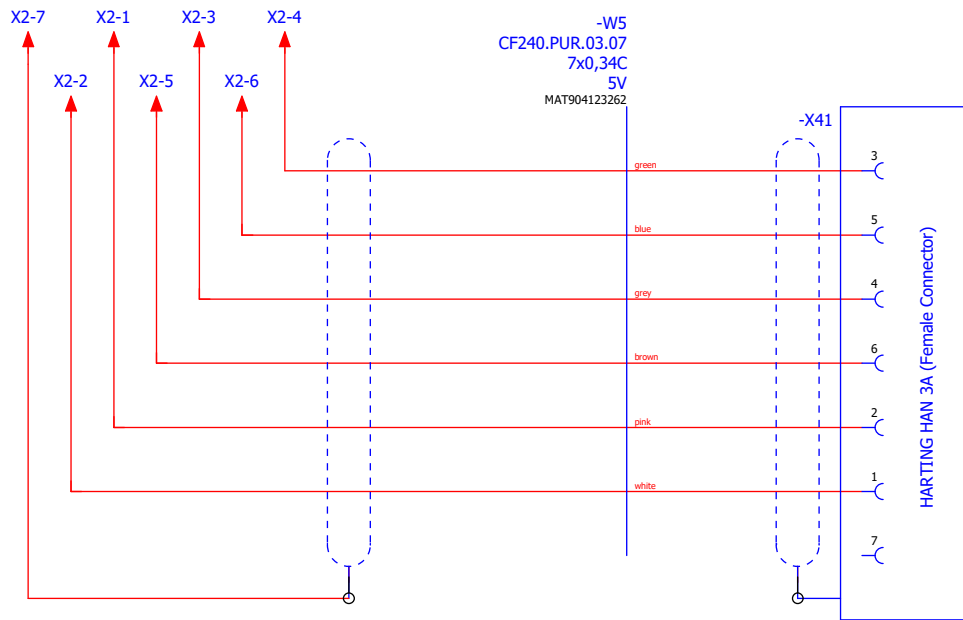 X2-7
X2-1
X2-3
X2-4
X2-2
X2-5
X2-6
-W5
CF240.PUR.03.07
7x0,34C
5V
MAT904123262
-X41
green
3
blue
5
grey
4
brown
6
pink
2
white
1
7
HARTING HAN 3A (Female Connector)